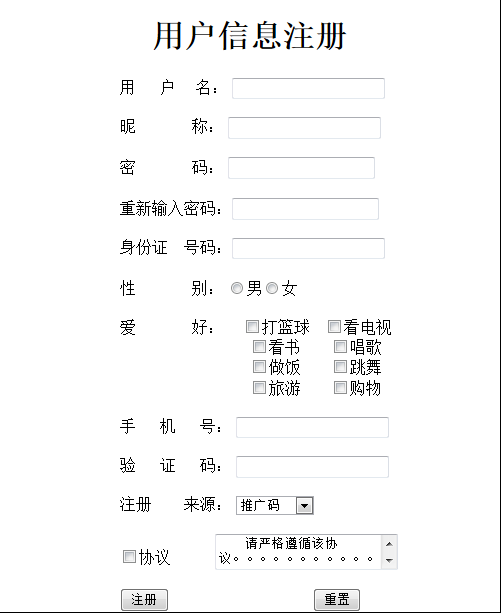 用户信息注册
用 户 名：
昵 称：
密 码：
重新输入密码：
身份证 号码：
性 别： 男 女
爱 好： 打篮球 看电视
看书 唱歌
做饭 跳舞
旅游 购物
手 机 号：
验 证 码：
注册 来源： 推广码
请严格遵循该协
协议 议。。。。。。。。。。。
注册 重置